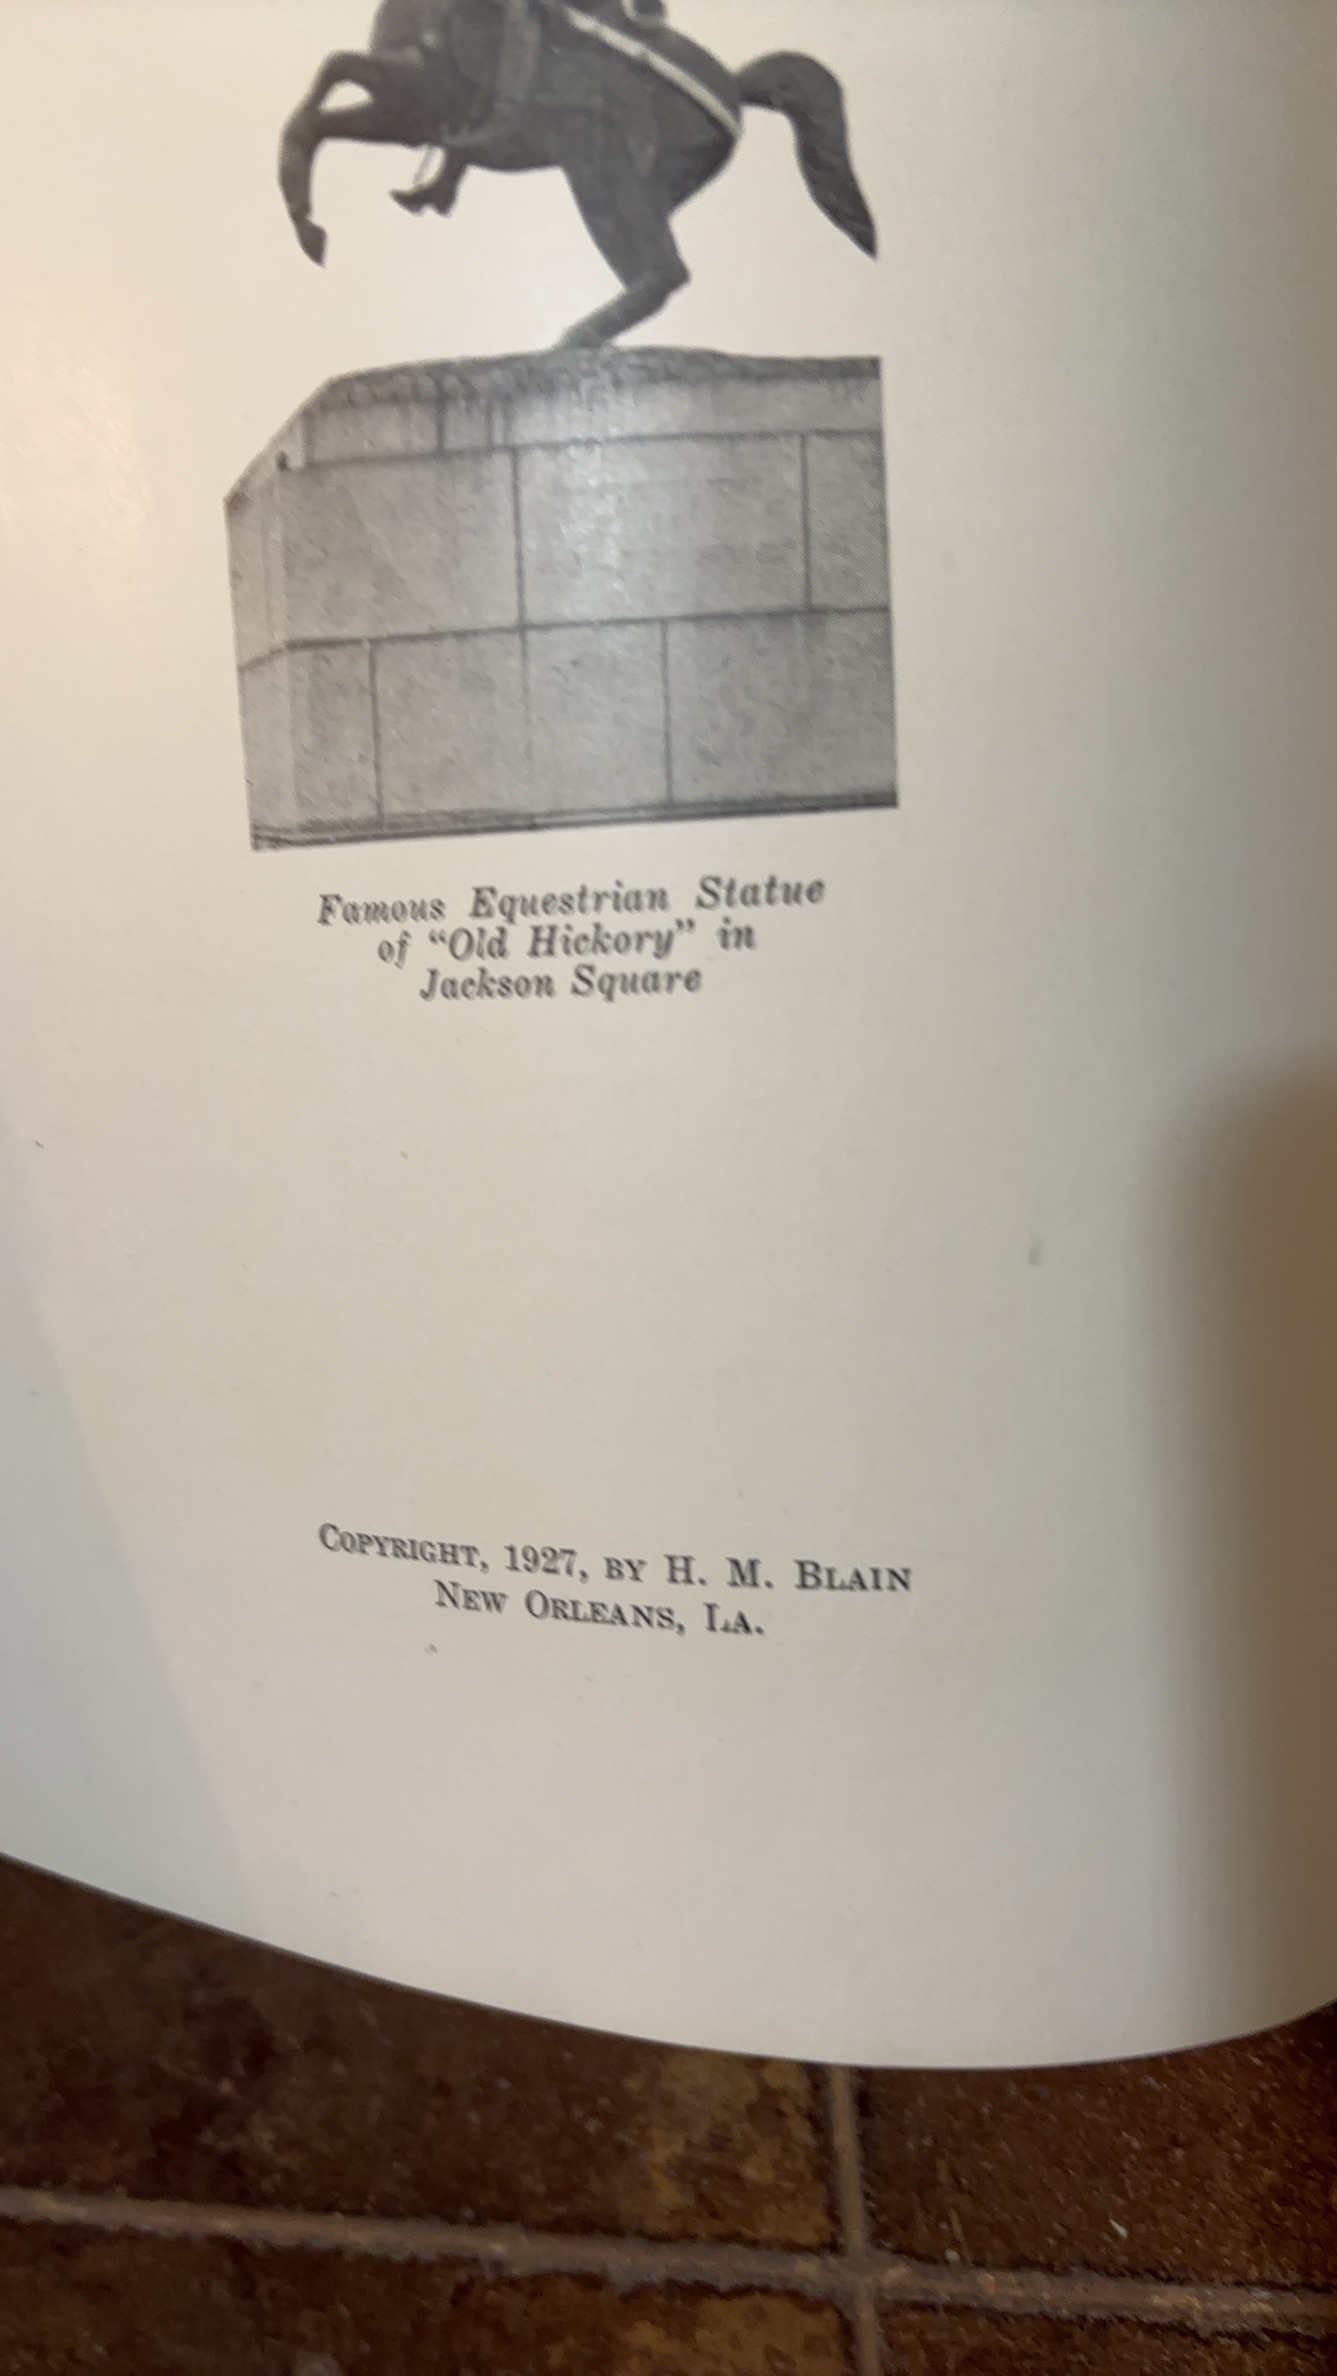 Famous Equestrian Statue
of “Old Hickory” in
Jackson Square
Copyright, 1927, by H. M. Blain
New Orleans, La.